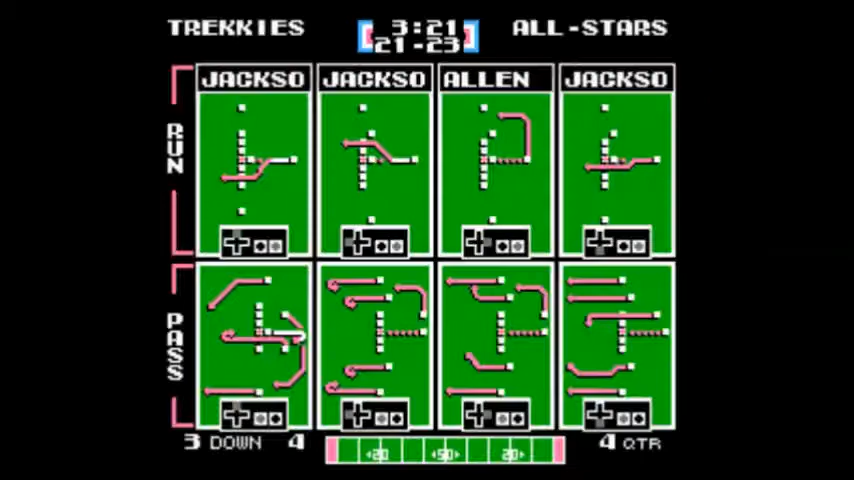 TREKKIES 3:21 ALL-STARS
21-23
JACKSO JACKSO ALLEN JACKSO
RUN
PASS
3 DOWN 4 4 QTR
20 50 20